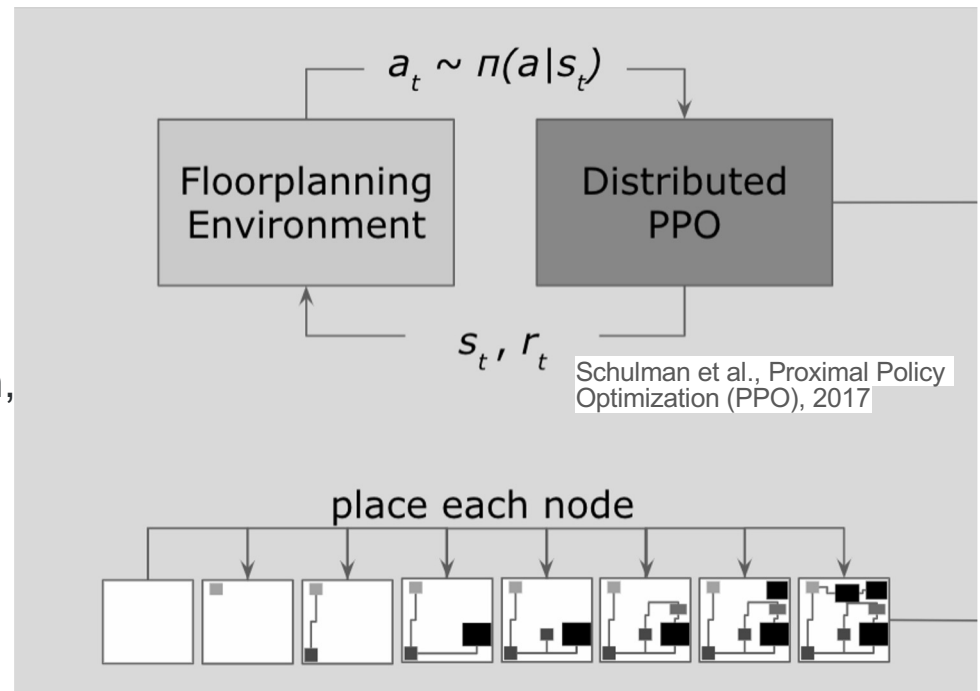 a_t ~ π(a|s_t)
Floorplanning
Environment
Distributed
PPO
s_t, r_t
Schulman et al., Proximal Policy
Optimization (PPO), 2017
place each node